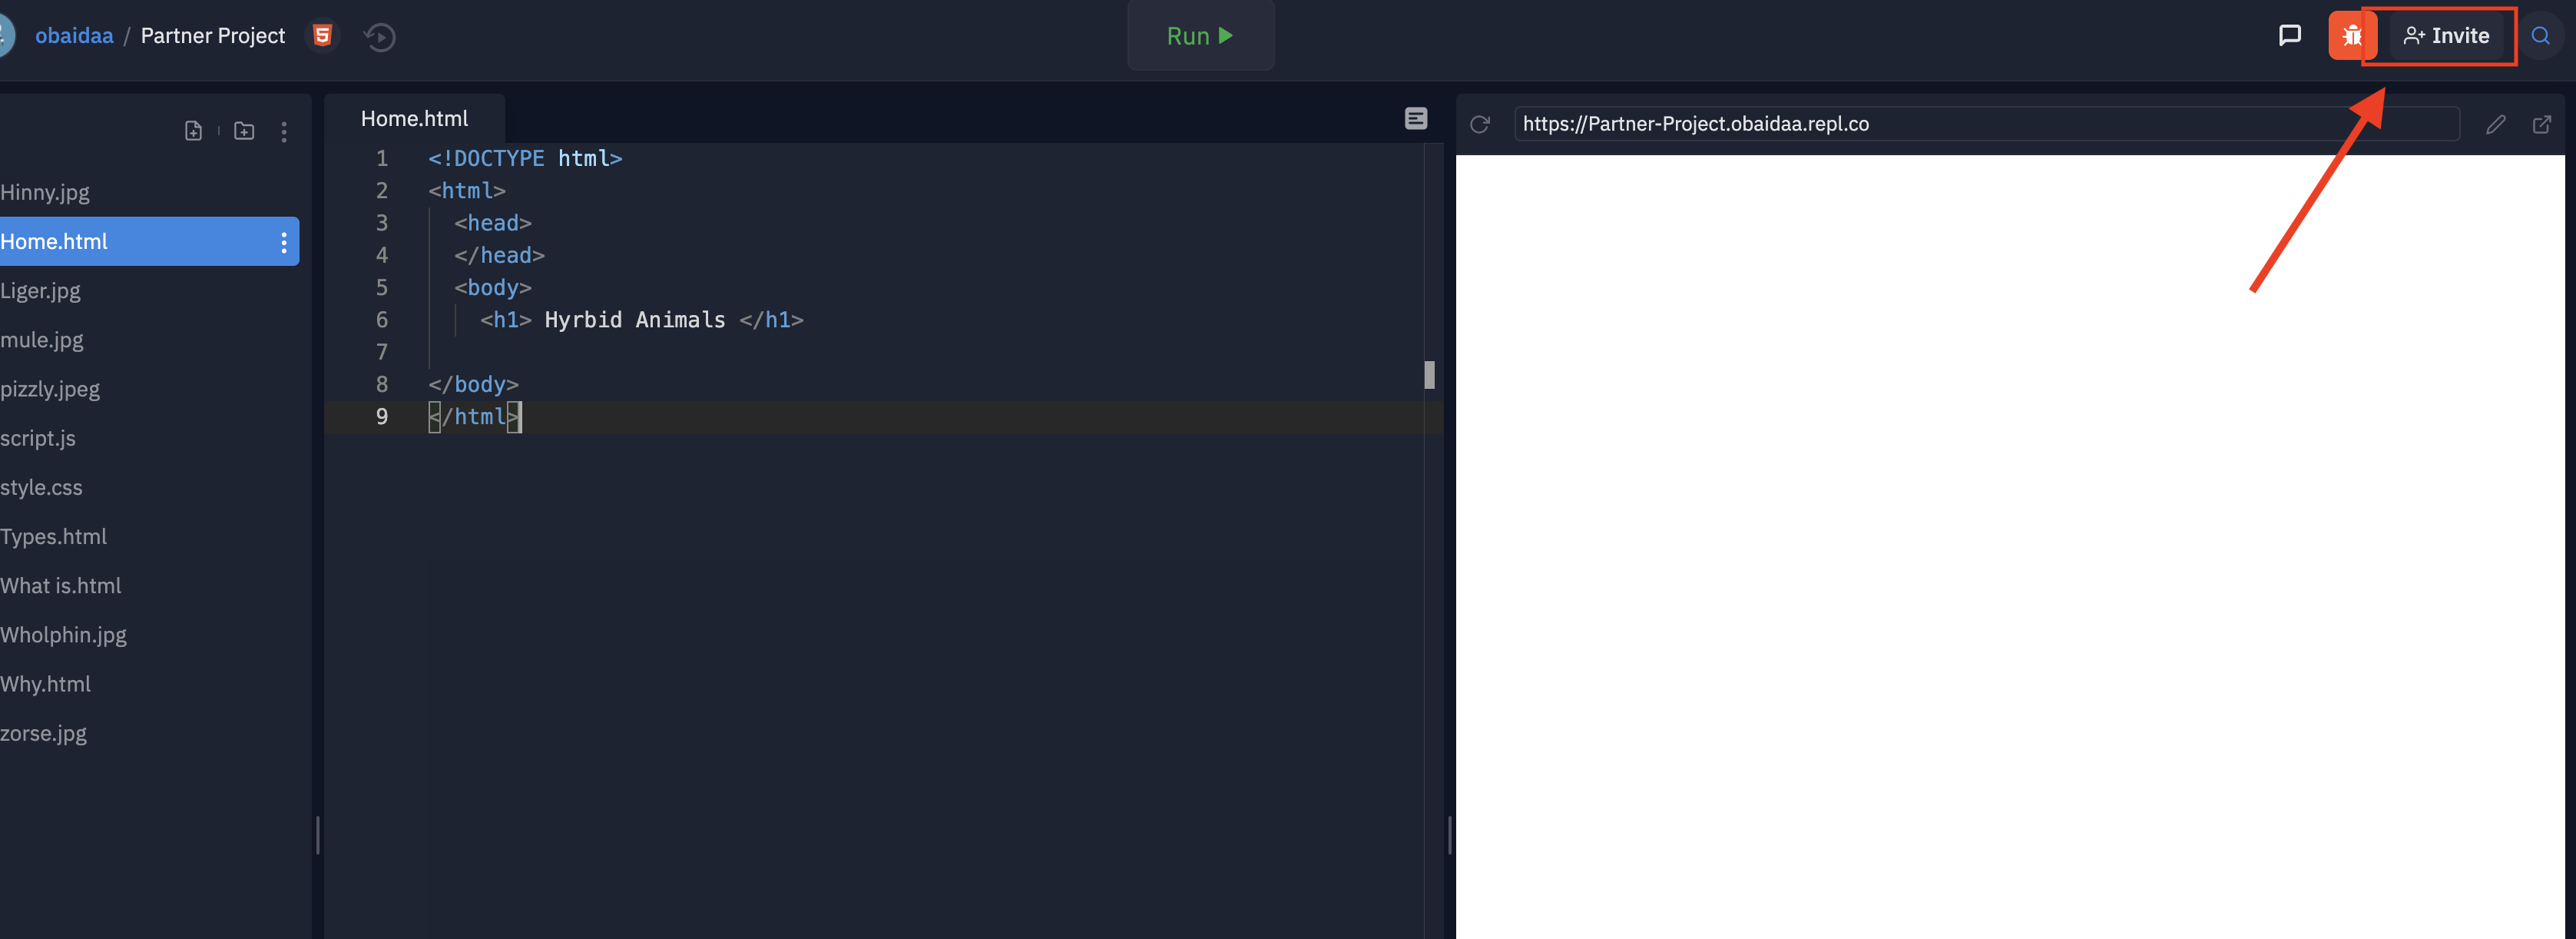 obaidaa / Partner Project
Run
Invite
Home.html
https://Partner-Project.obaidaa.repl.co
Hinny.jpg
Home.html
Liger.jpg
mule.jpg
pizzly.jpeg
script.js
style.css
Types.html
What is.html
Wholphin.jpg
Why.html
zorse.jpg
1 <!DOCTYPE html>
2 <html>
3 <head>
4 </head>
5 <body>
6 <h1> Hyrbid Animals </h1>
7
8 </body>
9 </html>